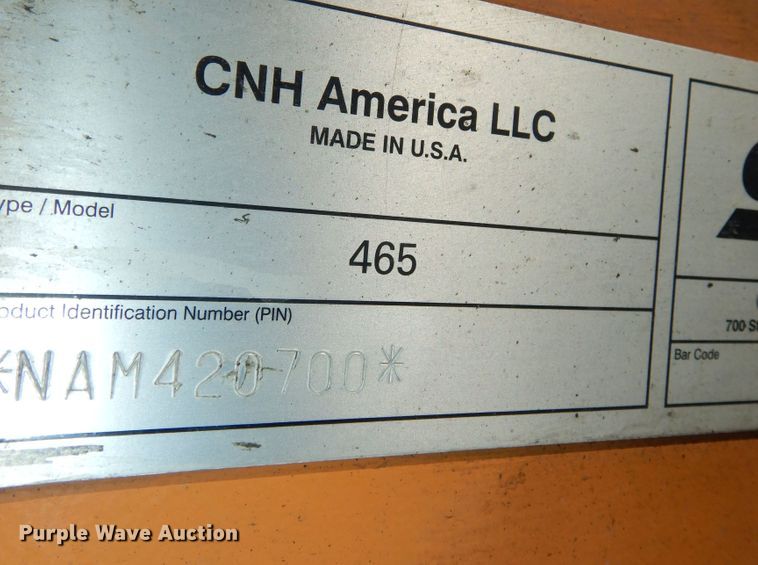 CNH America LLC
MADE IN U.S.A.
ype / Model
465
oduct Identification Number (PIN)
*NAM420700*
700 S
Bar Code
Purple Wave Auction